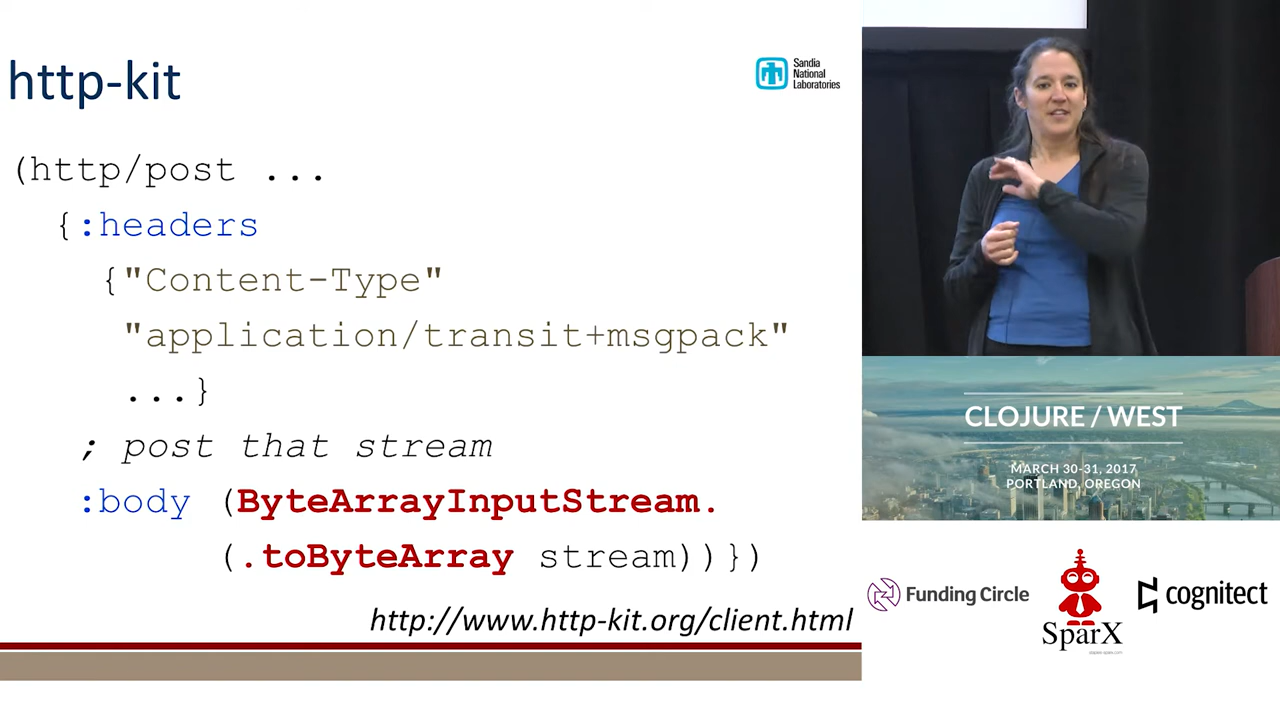 http-kit
Sandia
National
Laboratories
(http/post ...
{:headers
{"Content-Type"
"application/transit+msgpack"
...}
; post that stream
:body (ByteArrayInputStream.
(.toByteArray stream))})
http://www.http-kit.org/client.html
CLOJURE / WEST
MARCH 30-31, 2017
PORTLAND, OREGON
Funding Circle
SparX
cognitect